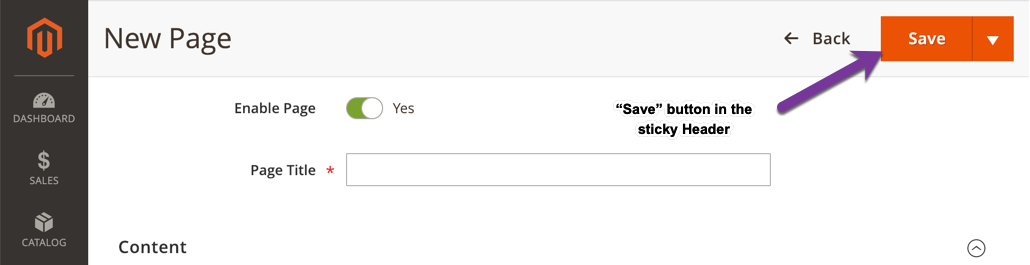 New Page
Back
Save
DASHBOARD
Enable Page
Yes
“Save” button in the
sticky Header
SALES
Page Title *
CATALOG
Content